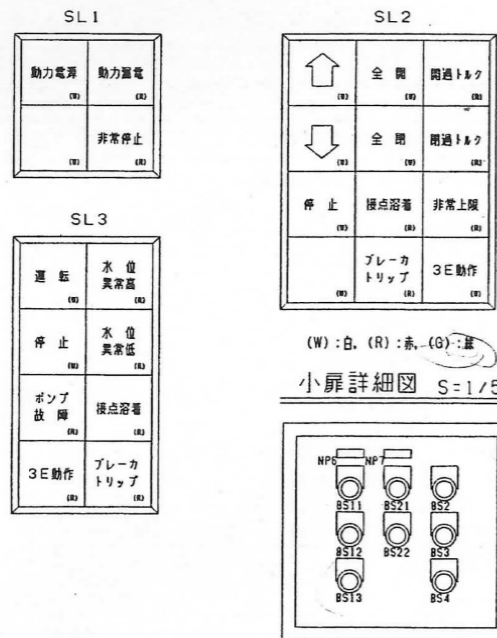 SL1
動力電源 動力漏電
(W) (R)
非常停止
(W) (R)
SL2
全 開 開過トルク
(W) (W) (R)
全 閉 閉過トルク
(W) (W) (R)
停 止 接点溶着 非常上限
(W) (R) (R)
ブレーカ
トリップ 3E動作
(W) (R) (W)
SL3
運 転 水 位
異常高
(W) (R)
停 止 水 位
異常低
(W) (R)
ポンプ
故 障 接点溶着
(R) (R)
3E動作 ブレーカ
トリップ
(R) (R)
(W):白, (R):赤, (G):緑
小扉詳細図 S=1/5
NP6 NP7
BS11 BS21 BS2
BS12 BS22 BS3
BS13 BS4